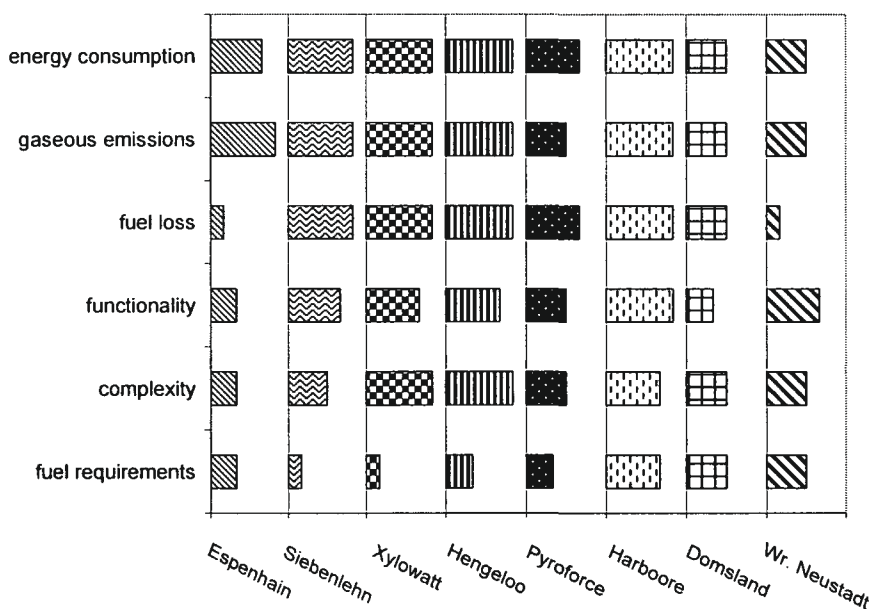 energy consumption
gaseous emissions
fuel loss
functionality
complexity
fuel requirements
Espenhain
Siebenlehn
Xylowatt
Hengeloo
Pyroforce
Harboore
Domsland
Wr. Neustadt